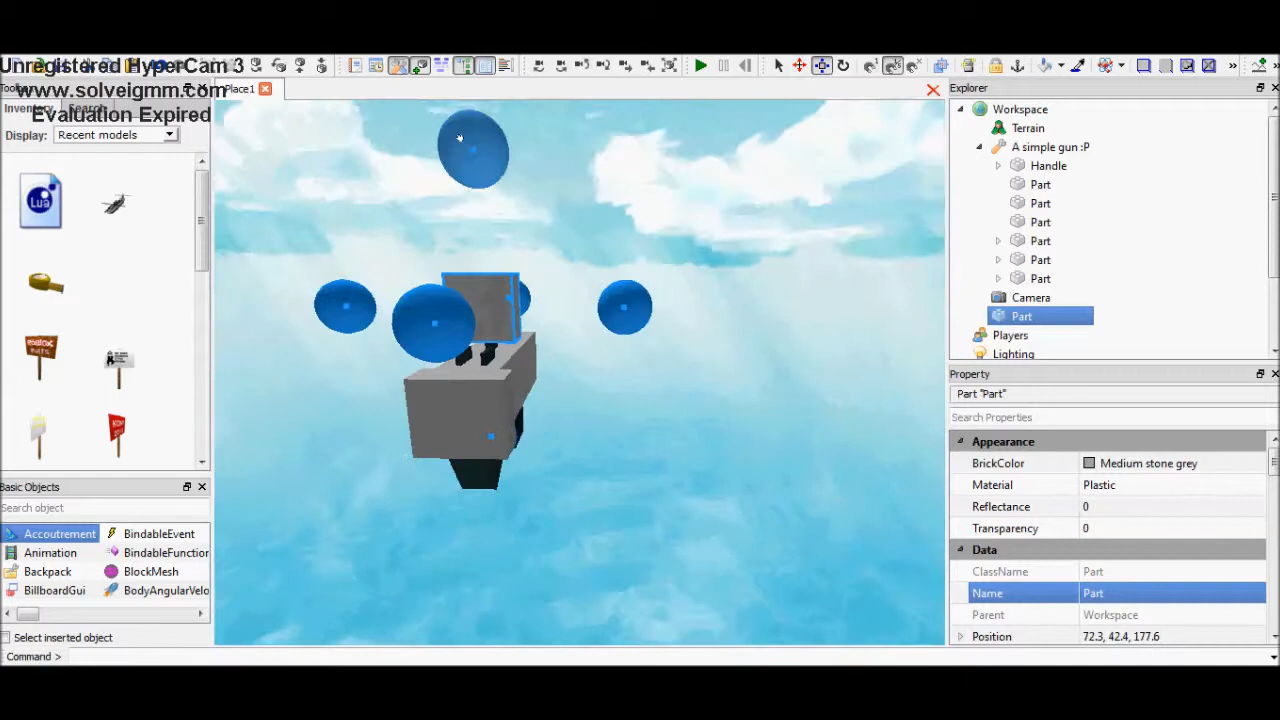 Unregistered HyperCam 3
www.solveigmm.com
Evaluation Expired
Inventory Search
Display: Recent models
Lua
Place1
Explorer
Workspace
Terrain
A simple gun :P
Handle
Part
Part
Part
Part
Part
Part
Camera
Part
Players
Lighting
Property
Part "Part"
Search Properties
Appearance
BrickColor Medium stone grey
Material Plastic
Reflectance 0
Transparency 0
Data
ClassName Part
Name Part
Parent Workspace
Position 72.3, 42.4, 177.6
Basic Objects
Search object
Accoutrement BindableEvent
Animation BindableFunction
Backpack BlockMesh
BillboardGui BodyAngularVelo
Select inserted object
Command >